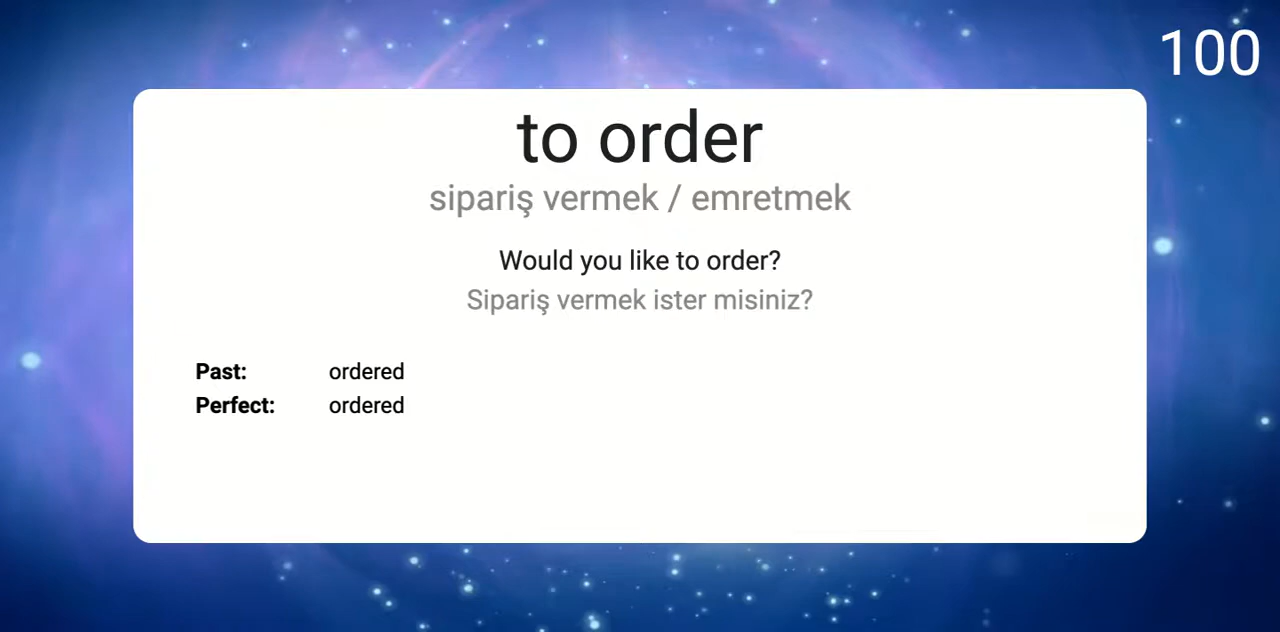 100
to order
sipariş vermek / emretmek
Would you like to order?
Sipariş vermek ister misiniz?
Past: ordered
Perfect: ordered